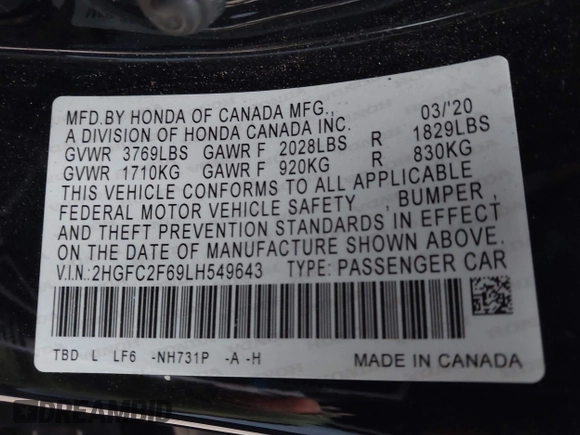 MFD.BY HONDA OF CANADA MFG., 03/'20
A DIVISION OF HONDA CANADA INC.
GVWR 3769LBS GAWR F 2028LBS R 1829LBS
GVWR 1710KG GAWR F 920KG R 830KG
THIS VEHICLE CONFORMS TO ALL APPLICABLE
FEDERAL MOTOR VEHICLE SAFETY , BUMPER ,
AND THEFT PREVENTION STANDARDS IN EFFECT
ON THE DATE OF MANUFACTURE SHOWN ABOVE.
V.I.N.:2HGFC2F69LH549643 TYPE: PASSENGER CAR
TBD L LF6 -NH731P -A -H MADE IN CANADA
DREAMBID